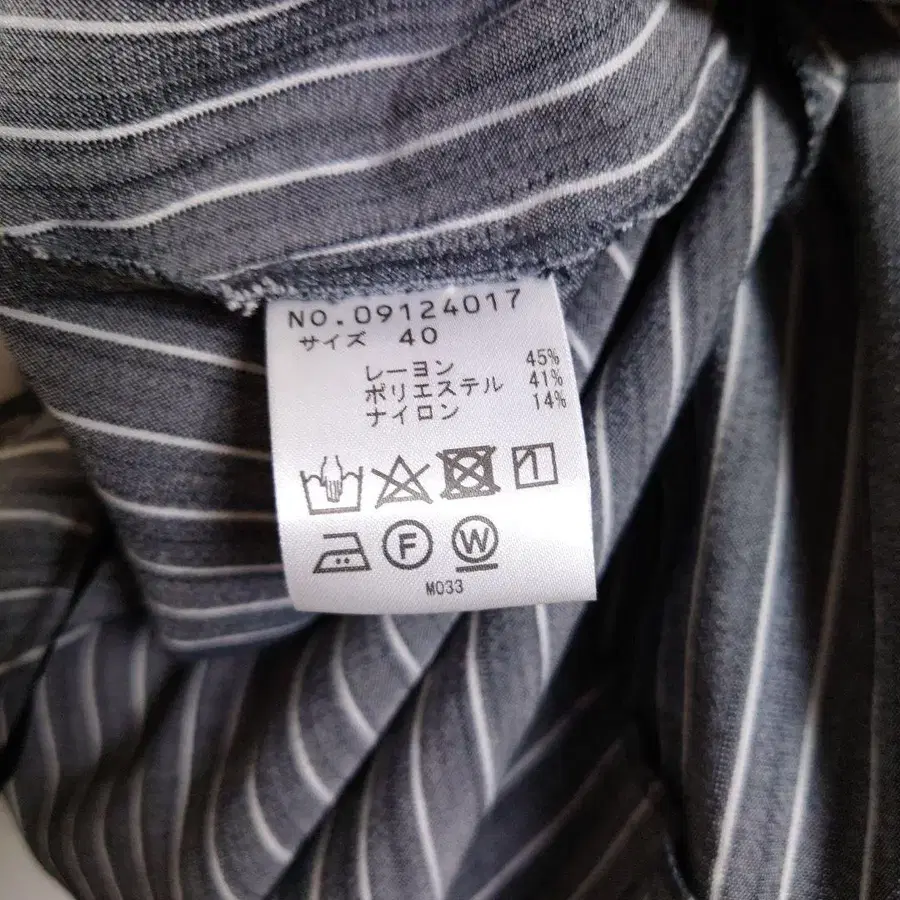 NO.09124017
サイズ 40
レーヨン 45%
ポリエステル 41%
ナイロン 14%
F W
M033